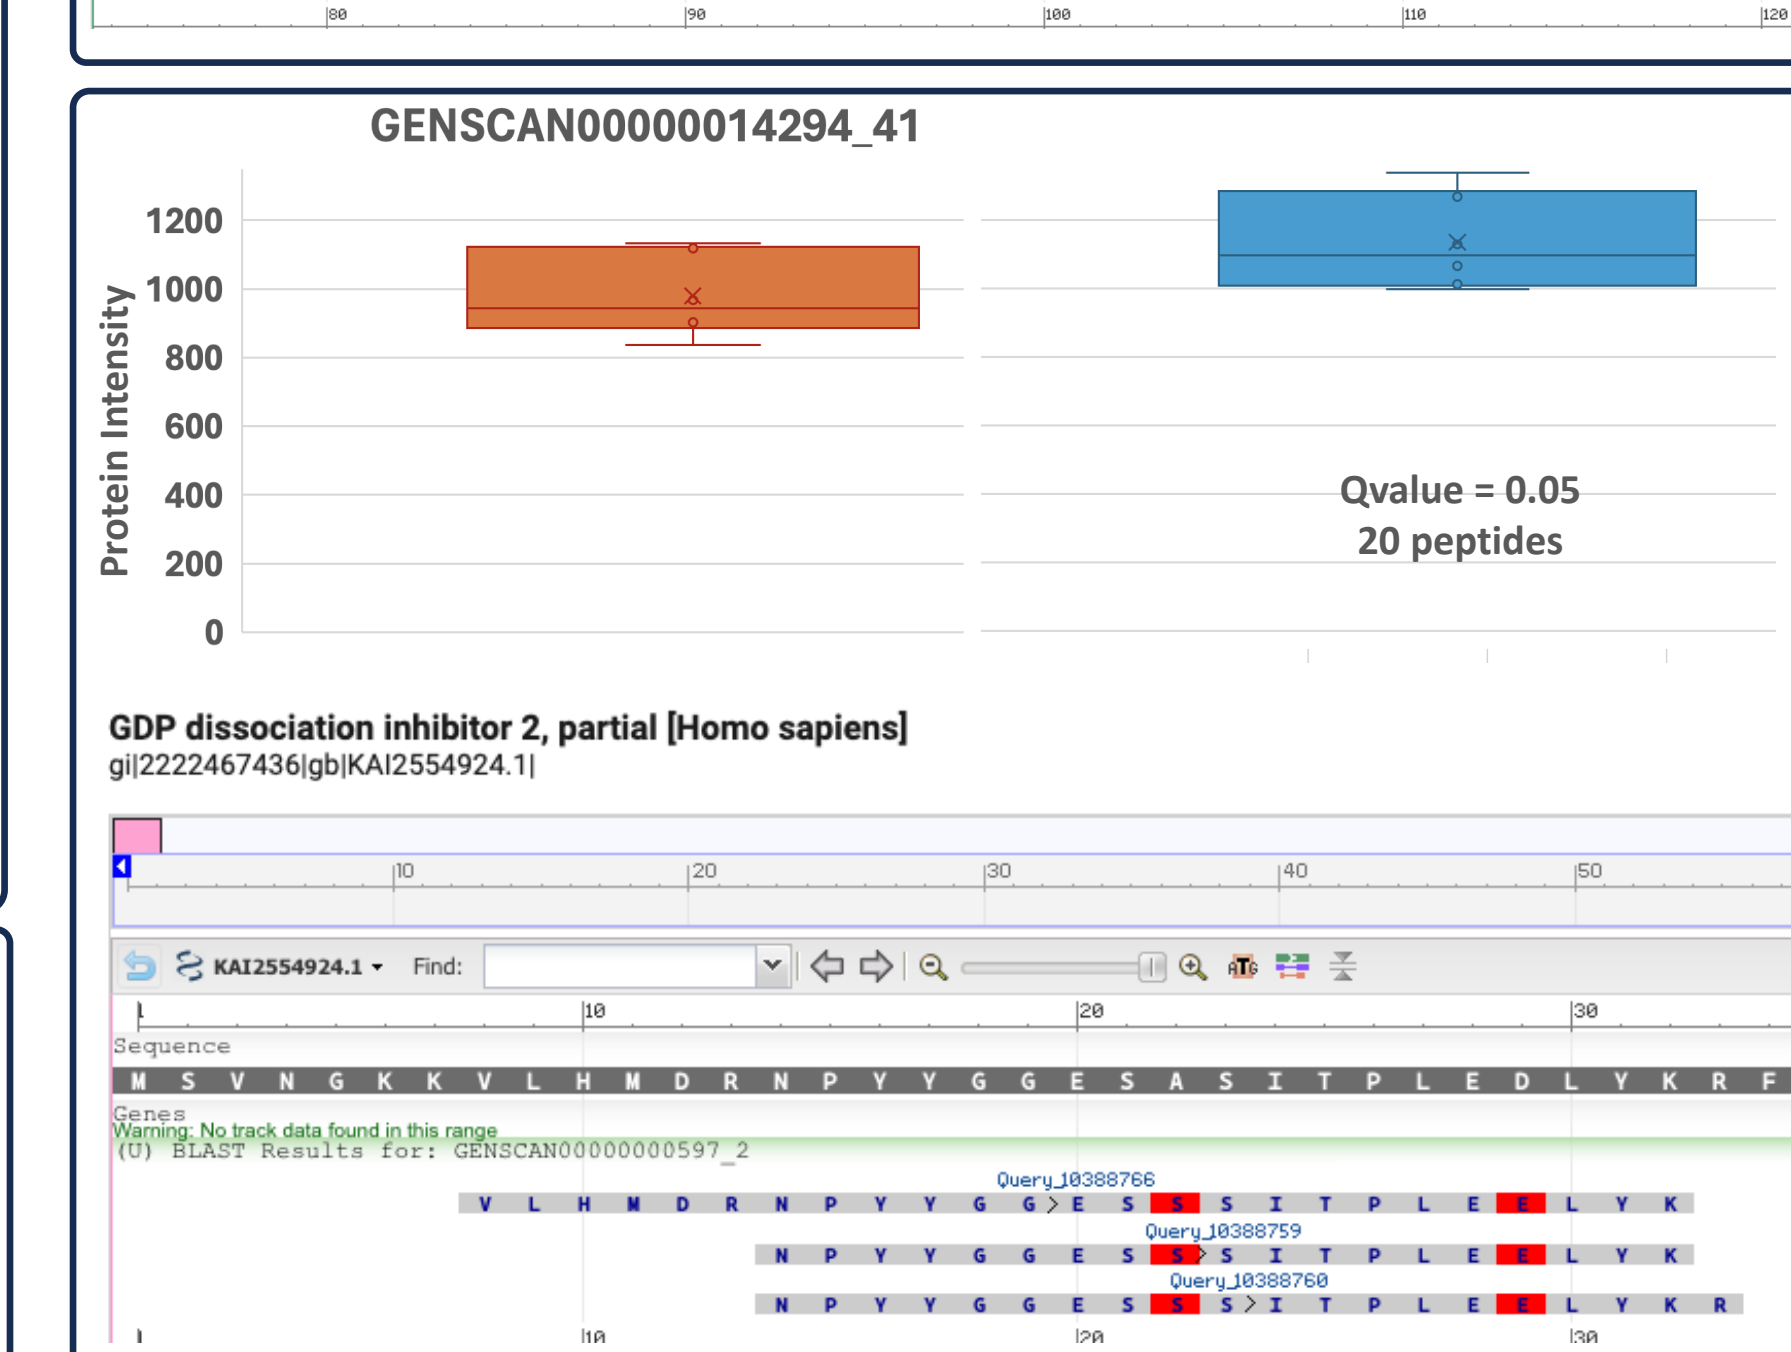 80 90 100 110 120
GENSCAN00000014294_41
1200
1000
800
600
400
200
0
Protein Intensity
Qvalue = 0.05
20 peptides
GDP dissociation inhibitor 2, partial [Homo sapiens]
gi|2222467436|gb|KAI2554924.1|
10 20 30 40 50
KAI2554924.1 Find: ATG
1 10 20 30
Sequence
M S V N G K K V L H M D R N P Y Y G G E S A S I T P L E D L Y K R F
Genes
Warning: No track data found in this range
(U) BLAST Results for: GENSCAN00000000597_2
Query_10388766
V L H M D R N P Y Y G G > E S S S I T P L E E L Y K
Query_10388759
N P Y Y G G E S S > S I T P L E E L Y K
Query_10388760
N P Y Y G G E S S S > I T P L E E L Y K R
1 10 20 30